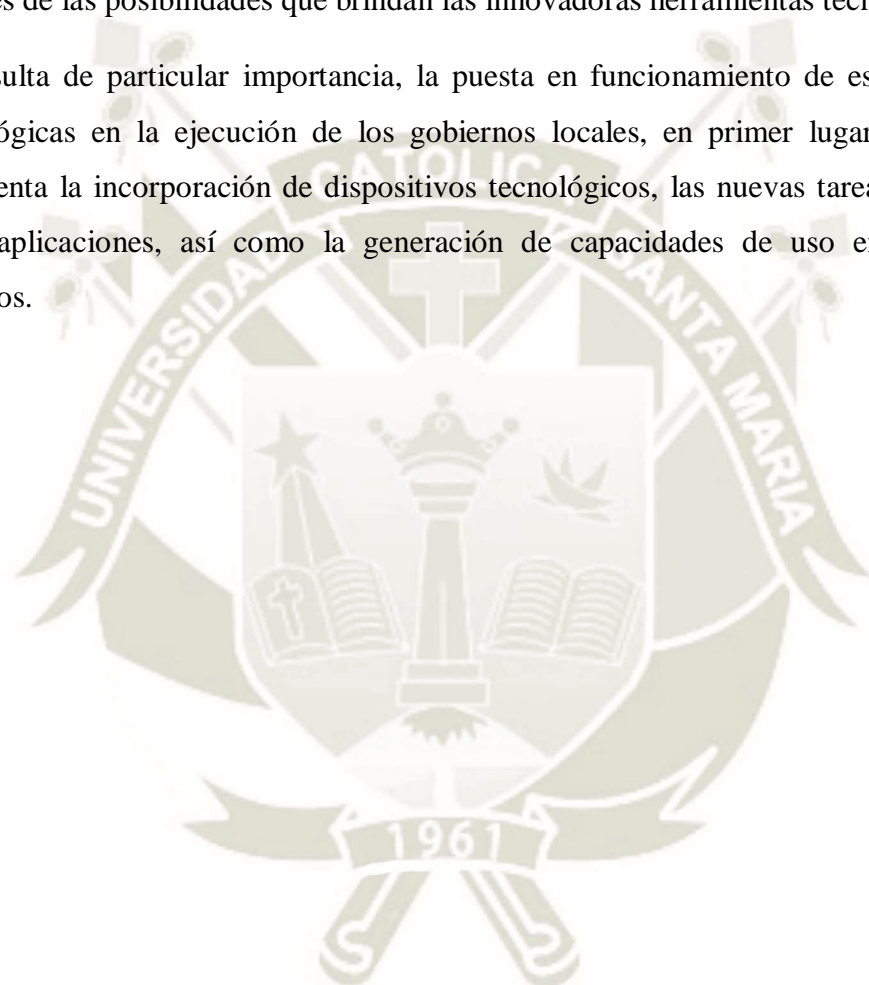 es de las posibilidades que brindan las innovadoras herramientas tecn
sulta de particular importancia, la puesta en funcionamiento de es
ógicas en la ejecución de los gobiernos locales, en primer lugar
enta la incorporación de dispositivos tecnológicos, las nuevas tarea
aplicaciones, así como la generación de capacidades de uso e
os.
UNIVERSIDAD CATOLICA SANTA MARIA
1961